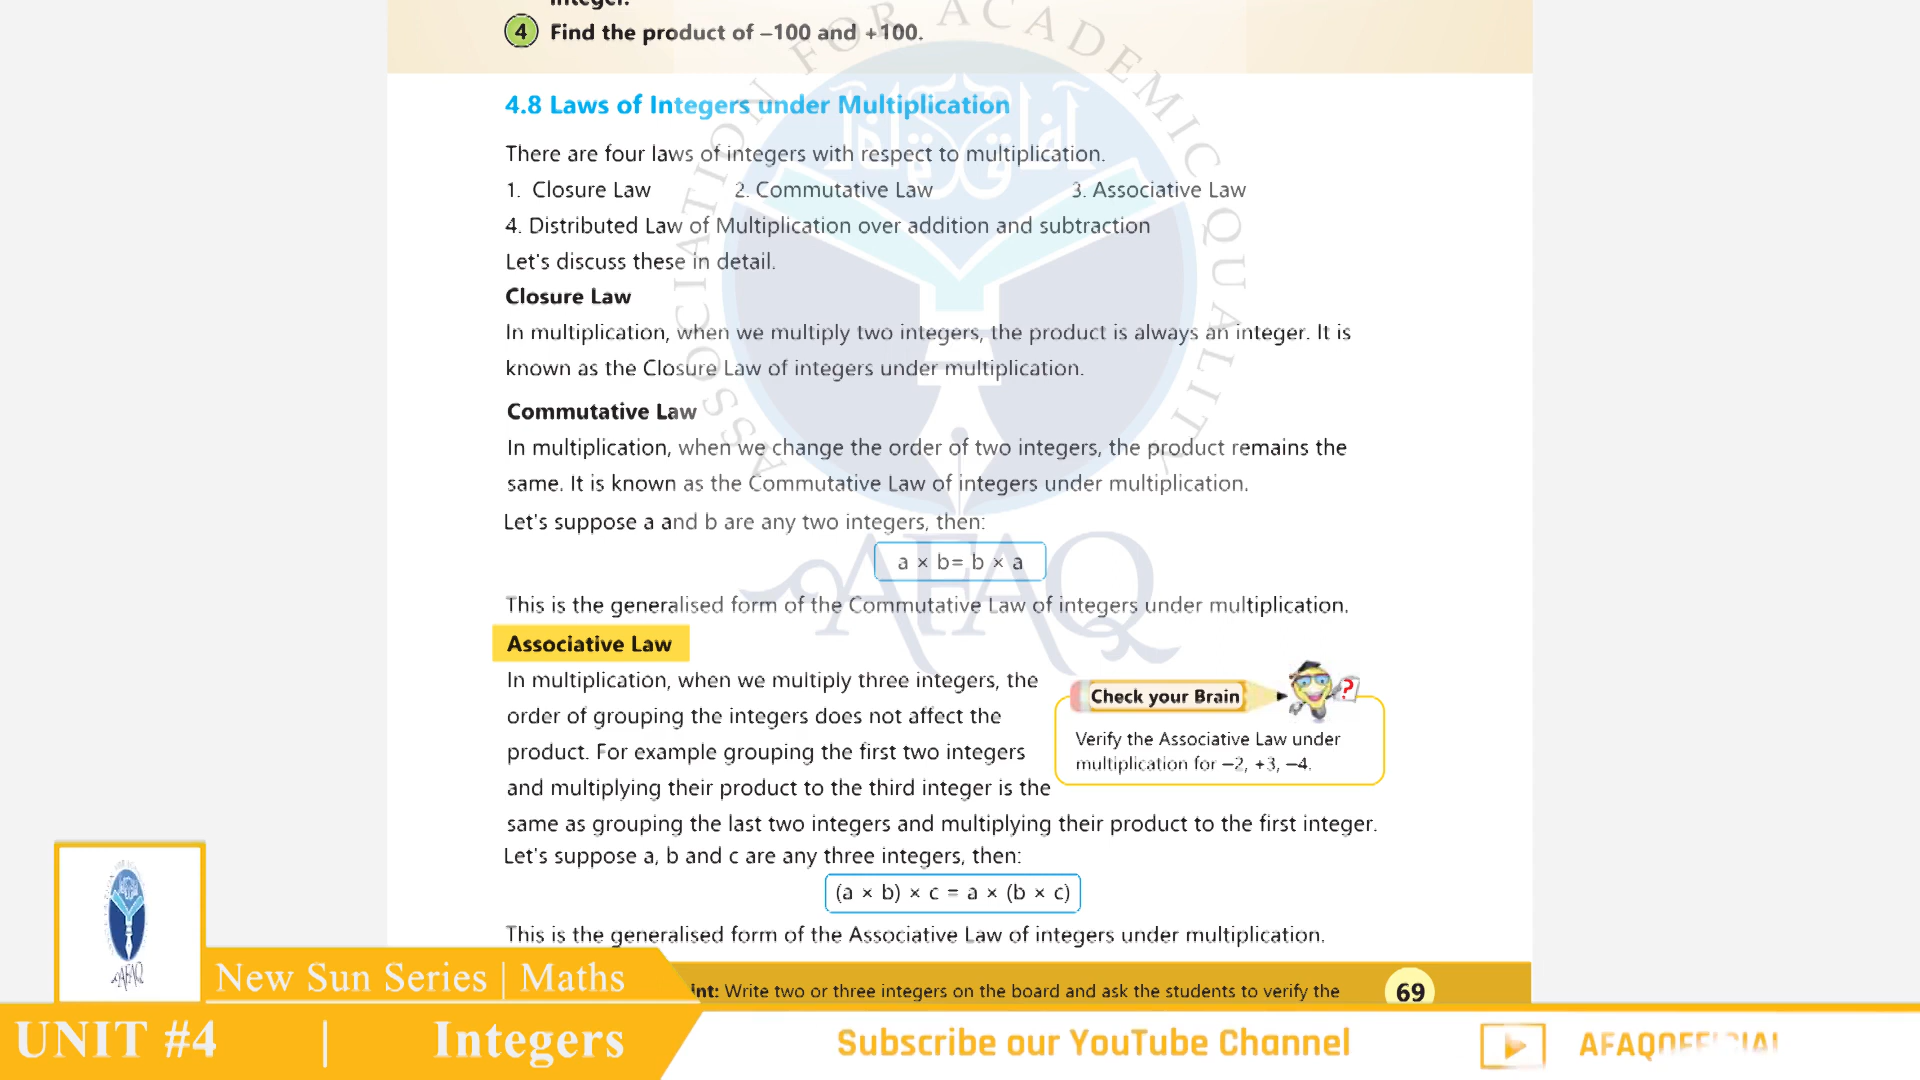 integer.
4 Find the product of –100 and +100.
4.8 Laws of Integers under Multiplication
There are four laws of integers with respect to multiplication.
1. Closure Law 2. Commutative Law 3. Associative Law
4. Distributed Law of Multiplication over addition and subtraction
Let's discuss these in detail.
Closure Law
In multiplication, when we multiply two integers, the product is always an integer. It is
known as the Closure Law of integers under multiplication.
Commutative Law
In multiplication, when we change the order of two integers, the product remains the
same. It is known as the Commutative Law of integers under multiplication.
Let's suppose a and b are any two integers, then:
a × b= b × a
This is the generalised form of the Commutative Law of integers under multiplication.
Associative Law
In multiplication, when we multiply three integers, the
order of grouping the integers does not affect the
product. For example grouping the first two integers
and multiplying their product to the third integer is the
same as grouping the last two integers and multiplying their product to the first integer.
Check your Brain
?
Verify the Associative Law under
multiplication for –2, +3, –4.
Let's suppose a, b and c are any three integers, then:
(a × b) × c = a × (b × c)
This is the generalised form of the Associative Law of integers under multiplication.
Write two or three integers on the board and ask the students to verify the
69
ASSOCIATION FOR ACADEMIC QUALITY
آفاق
AFAQ
AFAQ
New Sun Series | Maths
UNIT #4 | Integers
Subscribe our YouTube Channel